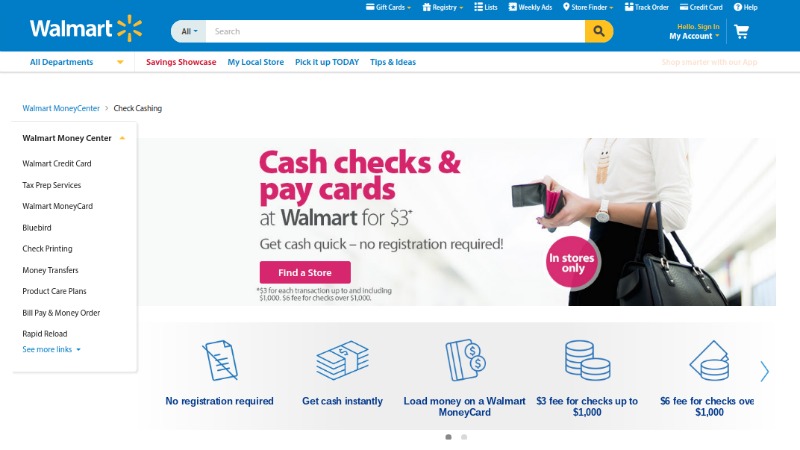 Gift Cards
Registry
Lists
Weekly Ads
Store Finder
Track Order
Credit Card
Help
Walmart
All
Search
Hello. Sign In
My Account
All Departments
Savings Showcase
My Local Store
Pick it up TODAY
Tips & Ideas
Shop smarter with our App
Walmart MoneyCenter > Check Cashing
Walmart Money Center
Walmart Credit Card
Tax Prep Services
Walmart MoneyCard
Bluebird
Check Printing
Money Transfers
Product Care Plans
Bill Pay & Money Order
Rapid Reload
See more links
Cash checks &
pay cards
at Walmart for $3*
Get cash quick – no registration required!
Find a Store
*$3 for each transaction up to and including
$1,000. $6 fee for checks over $1,000.
In stores
only
No registration required
Get cash instantly
Load money on a Walmart
MoneyCard
$3 fee for checks up to
$1,000
$6 fee for checks ove
$1,000